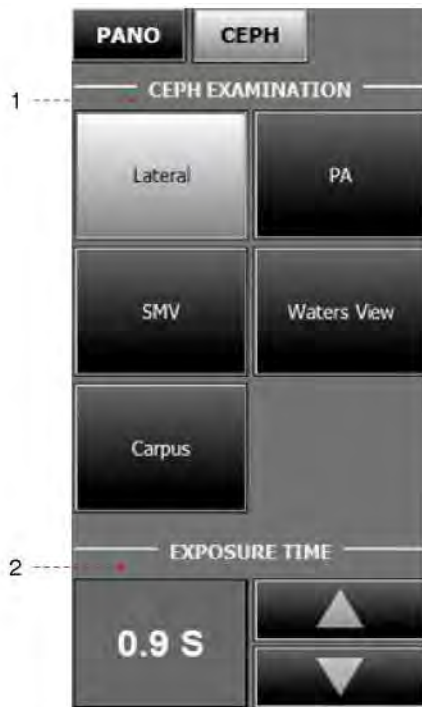 PANO CEPH
1 CEPH EXAMINATION
Lateral PA
SMV Waters View
Carpus
EXPOSURE TIME
2
0.9 S